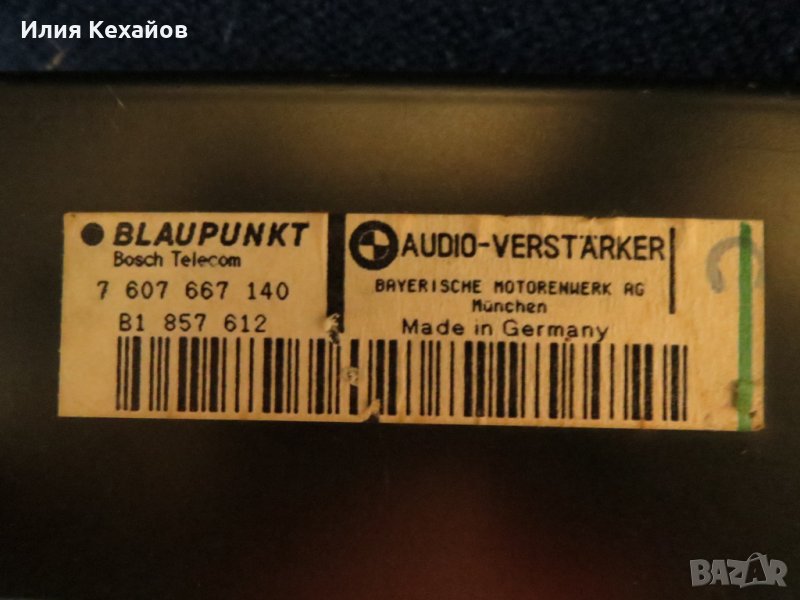 Илия Кехайов
BLAUPUNKT
Bosch Telecom
7 607 667 140
B1 857 612
AUDIO-VERSTÄRKER
BAYERISCHE MOTORENWERK AG
München
Made in Germany
BAZAR